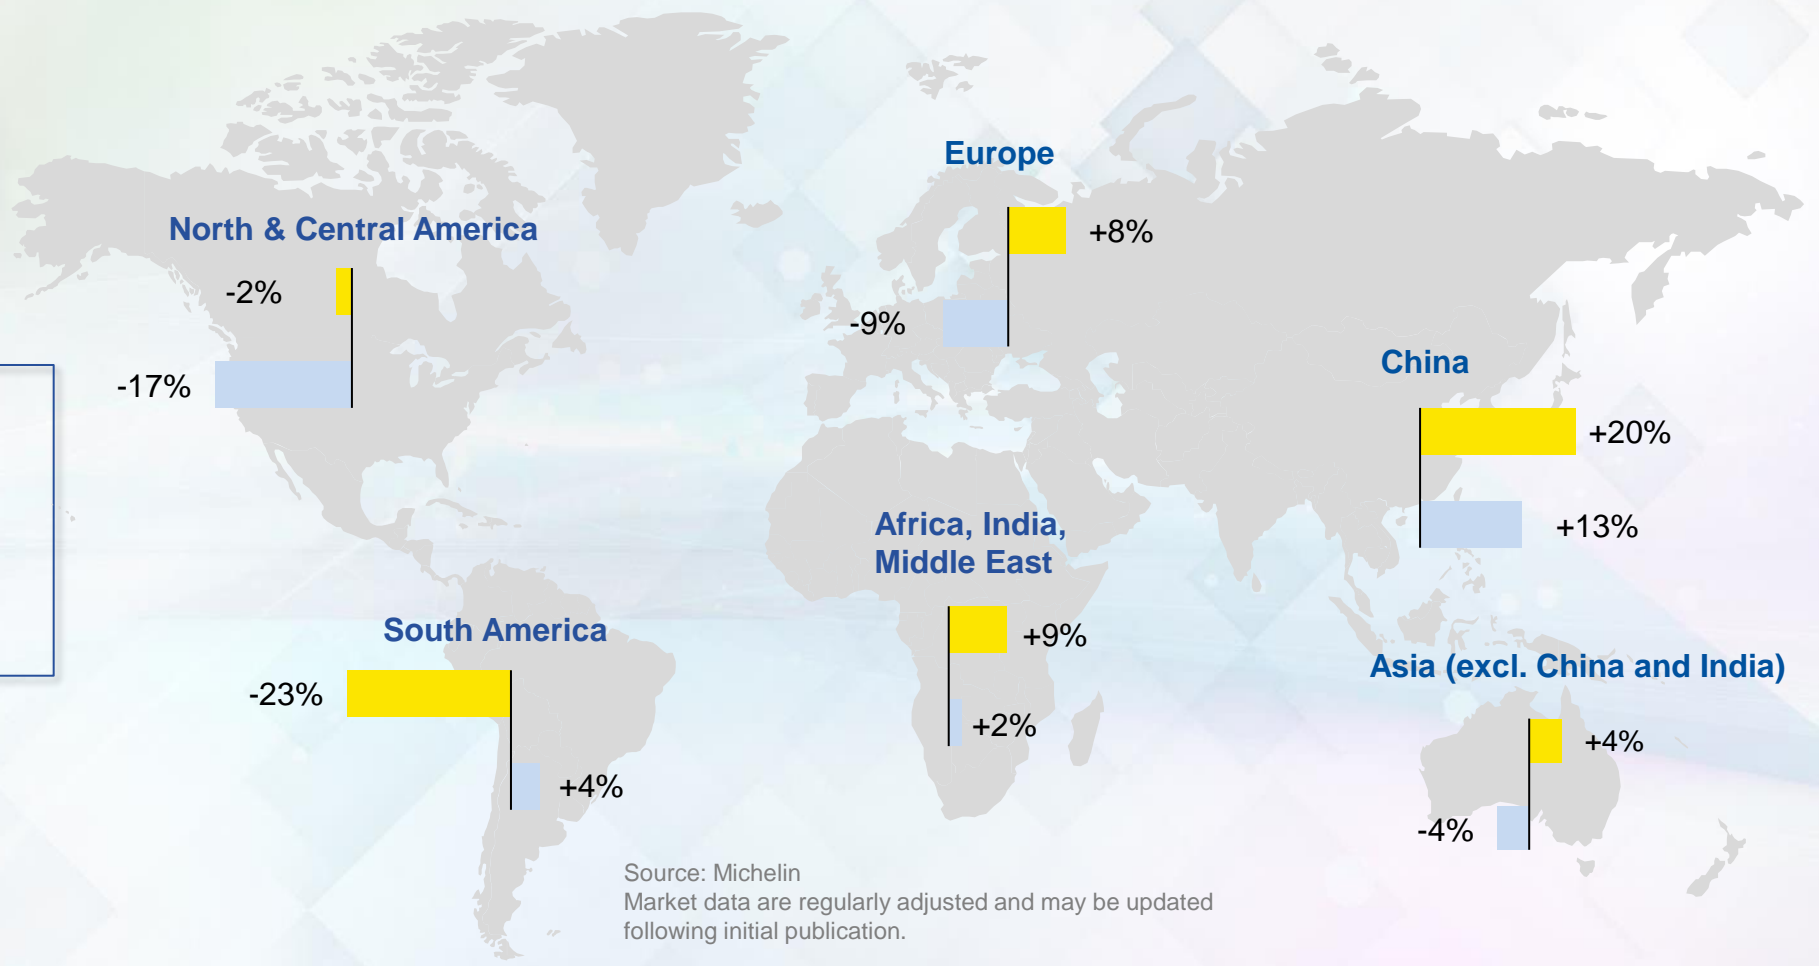 Europe
+8%
-9%
North & Central America
-2%
-17%
China
+20%
+13%
Africa, India,
Middle East
+9%
+2%
South America
-23%
+4%
Asia (excl. China and India)
+4%
-4%
Source: Michelin
Market data are regularly adjusted and may be updated
following initial publication.